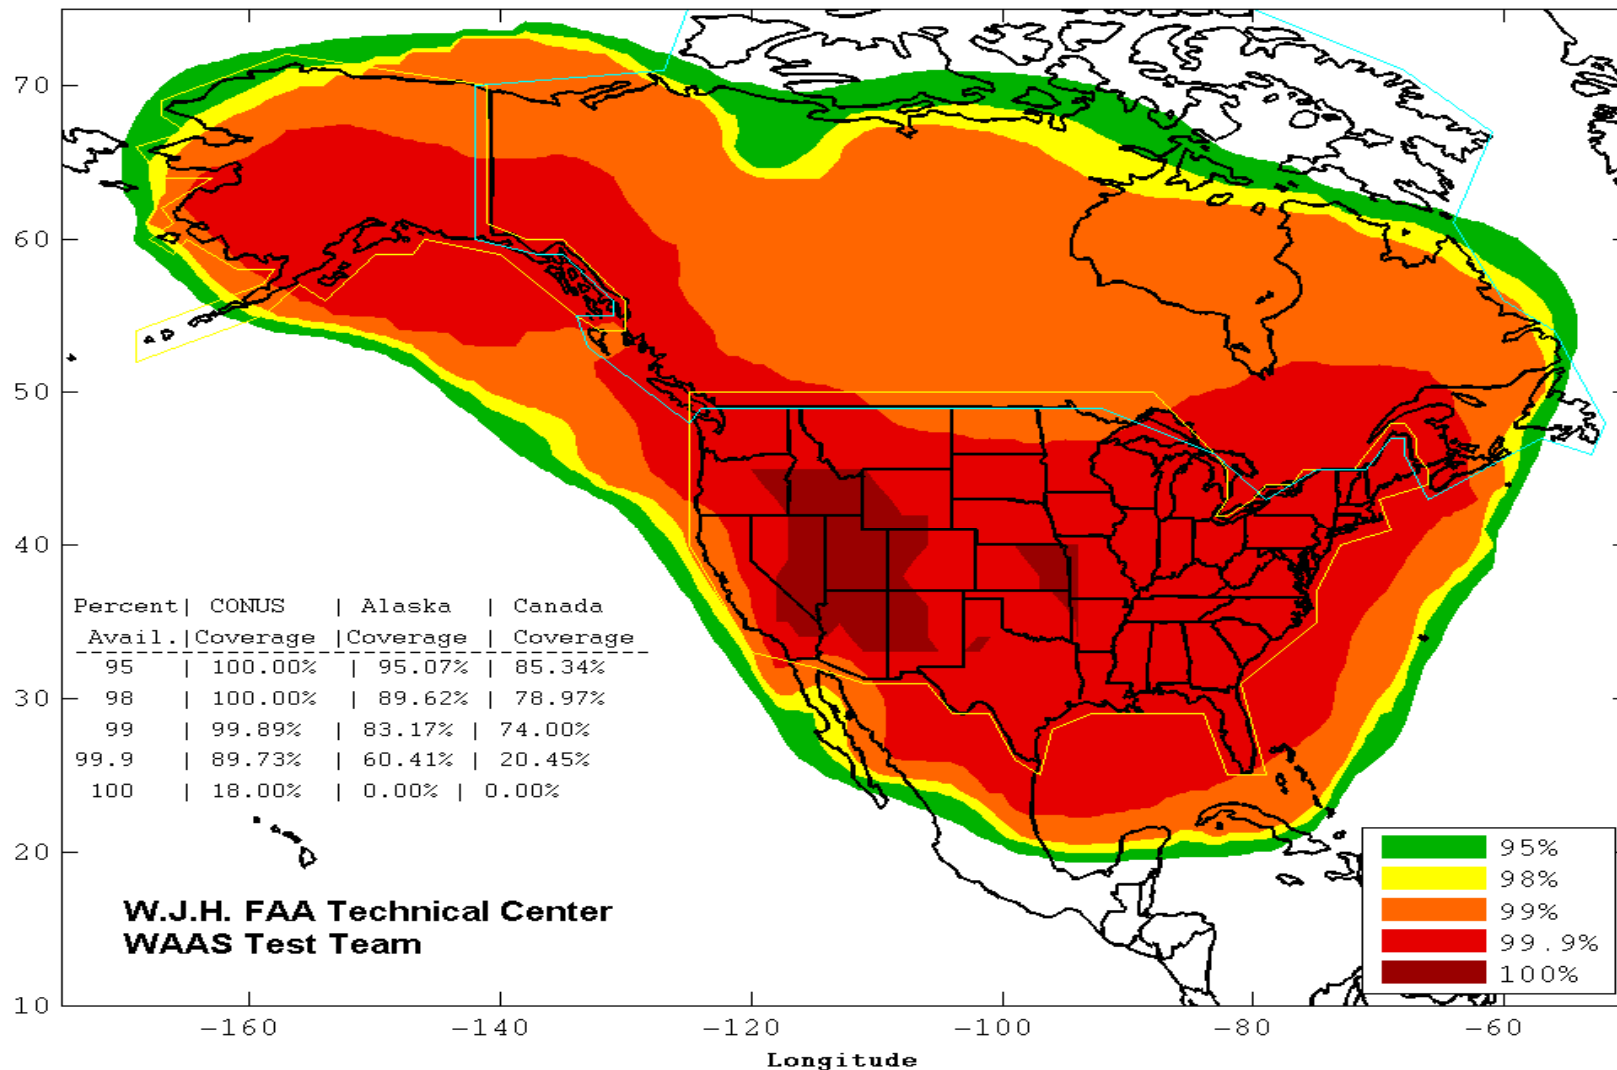 70
60
50
40
30
20
10
Percent| CONUS | Alaska | Canada
Avail.|Coverage |Coverage | Coverage
95 | 100.00% | 95.07% | 85.34%
98 | 100.00% | 89.62% | 78.97%
99 | 99.89% | 83.17% | 74.00%
99.9 | 89.73% | 60.41% | 20.45%
100 | 18.00% | 0.00% | 0.00%
W.J.H. FAA Technical Center
WAAS Test Team
95%
98%
99%
99.9%
100%
-160 -140 -120 -100 -80 -60
Longitude